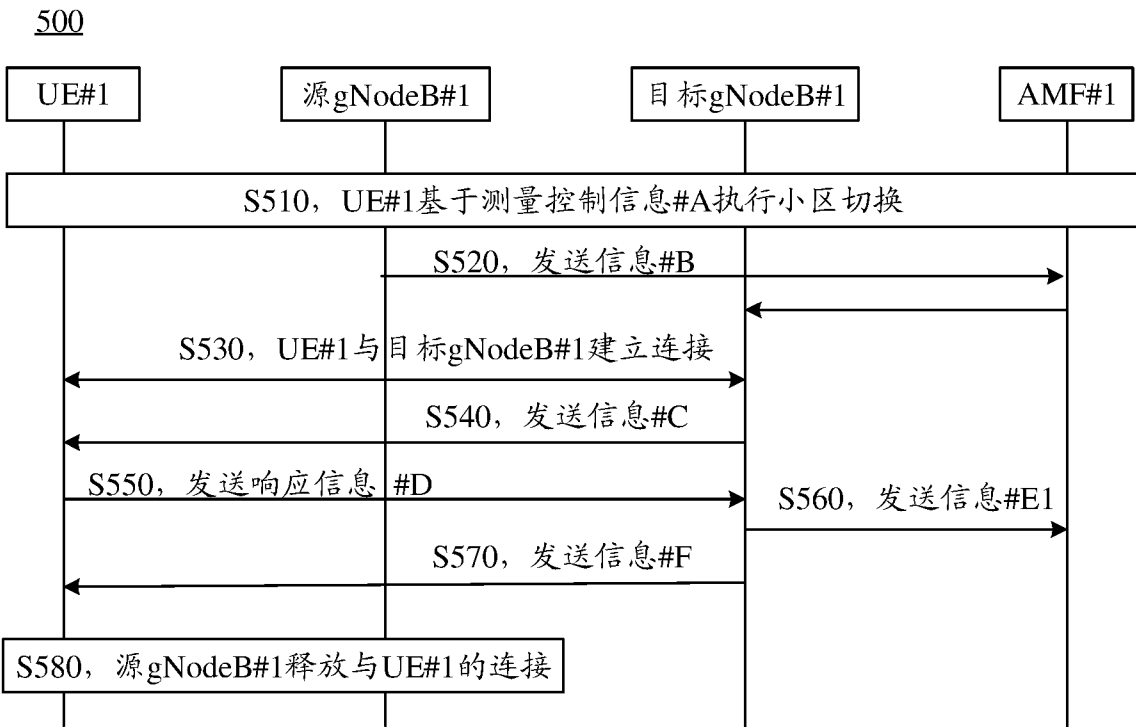 500
UE#1
源gNodeB#1
目标gNodeB#1
AMF#1
S510，UE#1基于测量控制信息#A执行小区切换
S520，发送信息#B
S530，UE#1与目标gNodeB#1建立连接
S540，发送信息#C
S550，发送响应信息 #D
S560，发送信息#E1
S570，发送信息#F
S580，源gNodeB#1释放与UE#1的连接